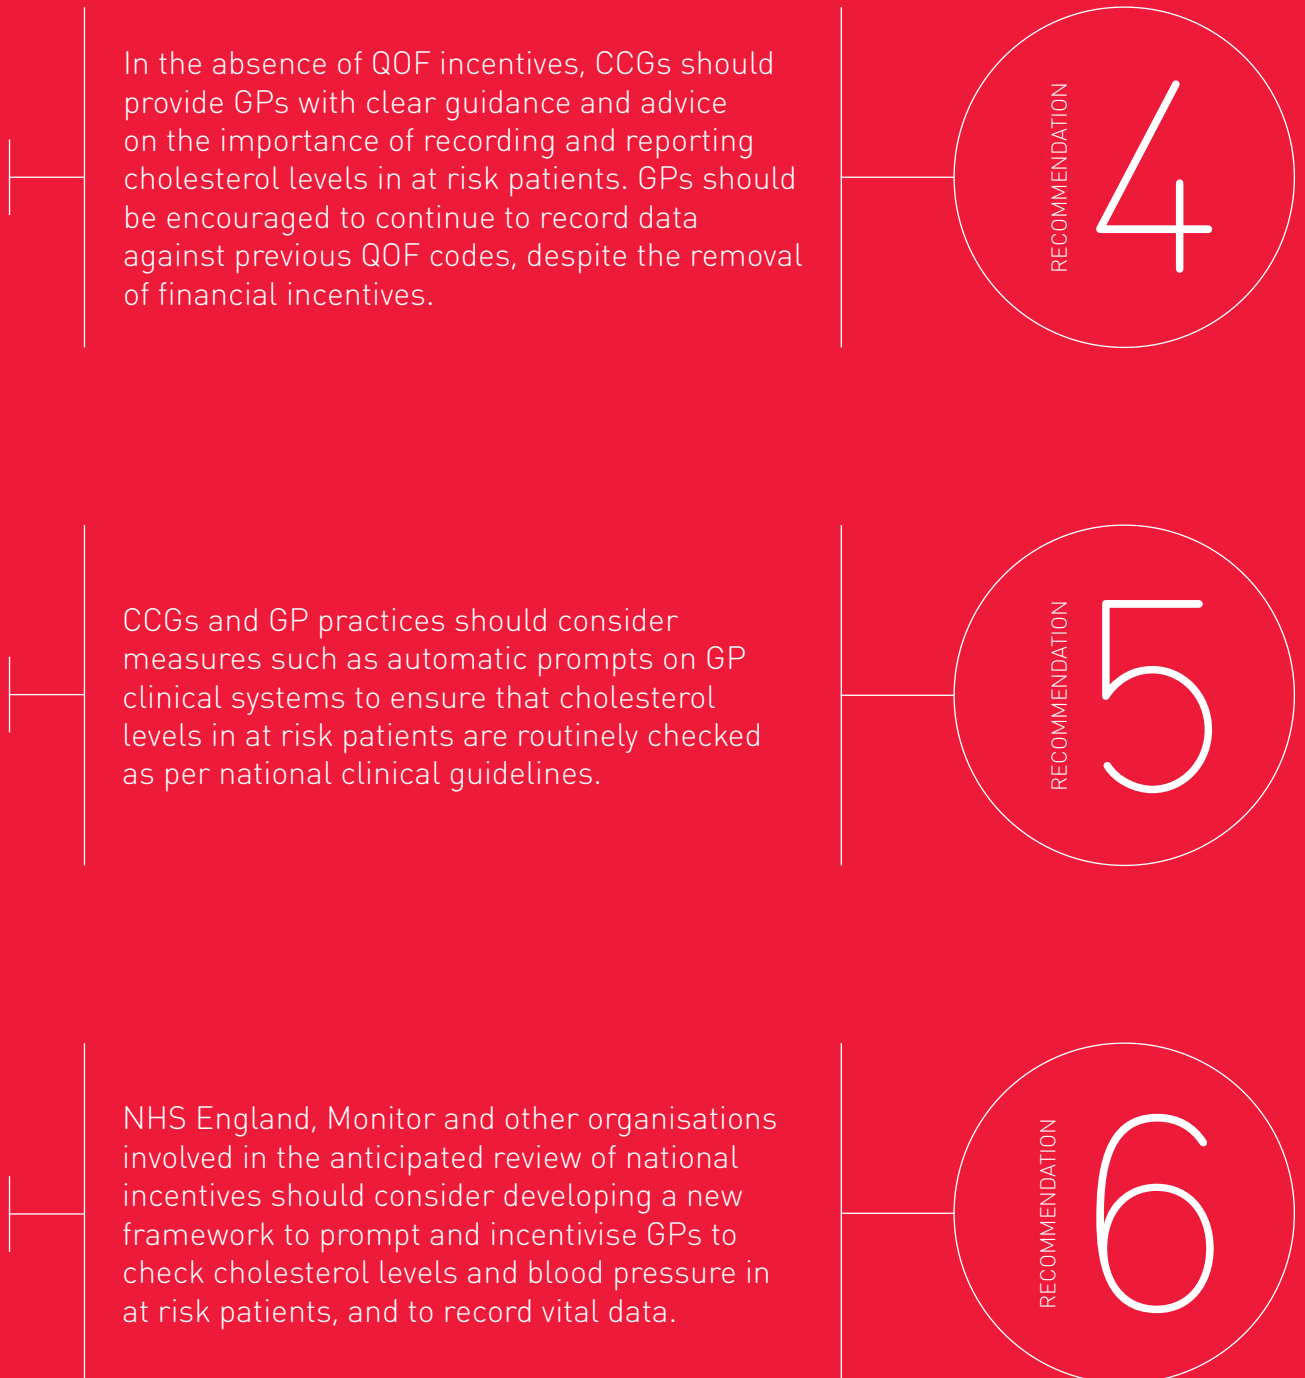 In the absence of QOF incentives, CCGs should
provide GPs with clear guidance and advice
on the importance of recording and reporting
cholesterol levels in at risk patients. GPs should
be encouraged to continue to record data
against previous QOF codes, despite the removal
of financial incentives.
RECOMMENDATION
4
CCGs and GP practices should consider
measures such as automatic prompts on GP
clinical systems to ensure that cholesterol
levels in at risk patients are routinely checked
as per national clinical guidelines.
RECOMMENDATION
5
NHS England, Monitor and other organisations
involved in the anticipated review of national
incentives should consider developing a new
framework to prompt and incentivise GPs to
check cholesterol levels and blood pressure in
at risk patients, and to record vital data.
RECOMMENDATION
6